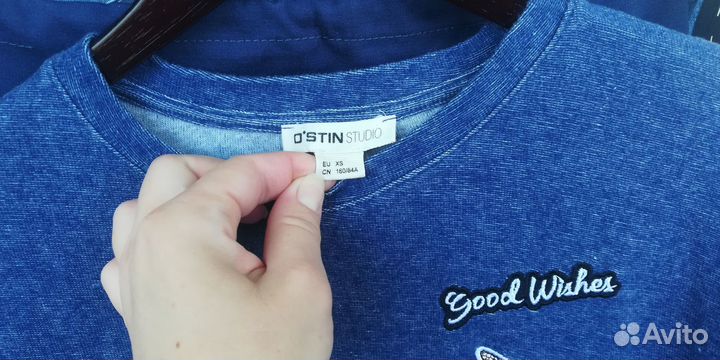 O'STIN STUDIO
EU XS
CN 160/84A
Good Wishes
Avito